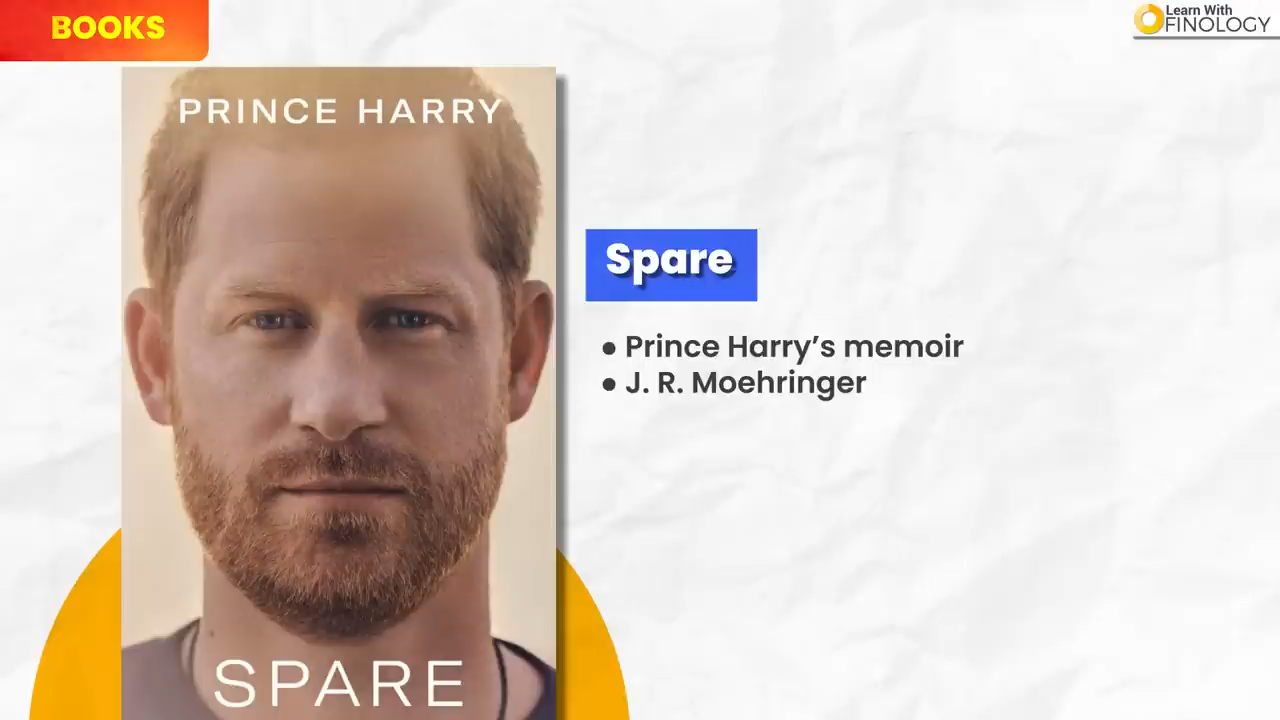 BOOKS
Learn With
FINOLOGY
PRINCE HARRY
Spare
● Prince Harry’s memoir
● J. R. Moehringer
SPARE